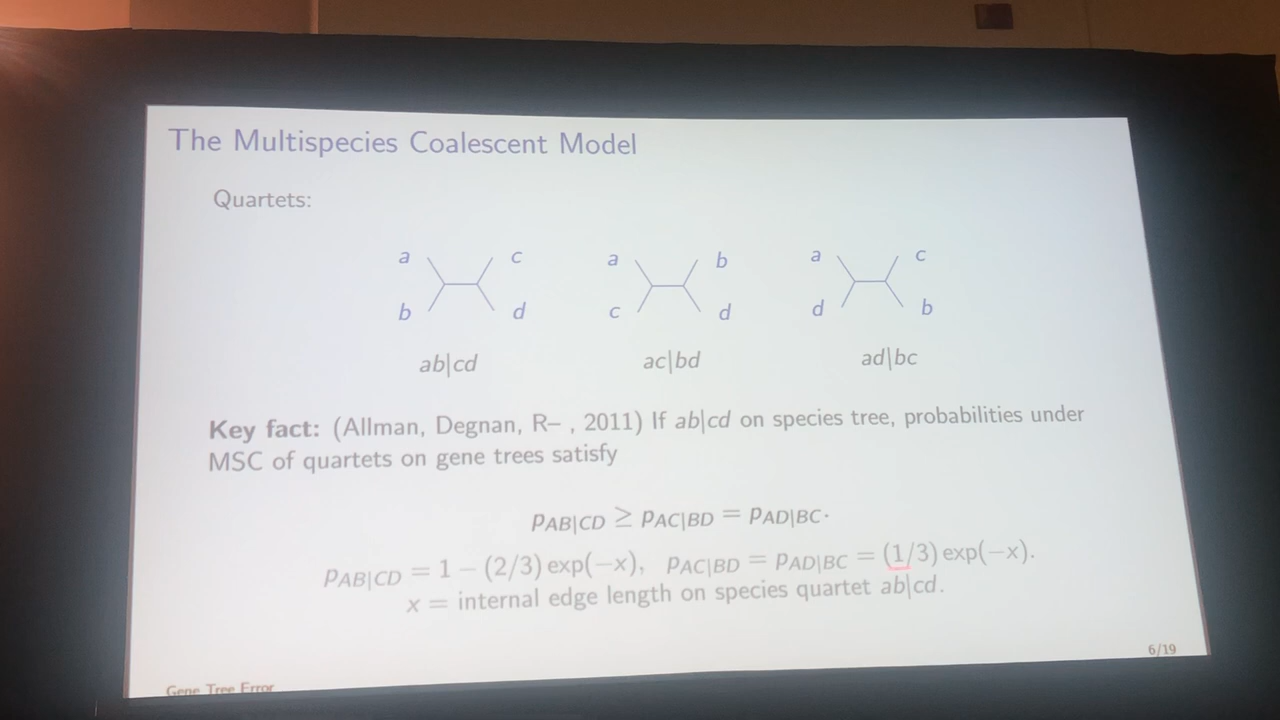 The Multispecies Coalescent Model
Quartets:
a c a b a c
b d c d d b
ab|cd ac|bd ad|bc
Key fact: (Allman, Degnan, R– , 2011) If ab|cd on species tree, probabilities under
MSC of quartets on gene trees satisfy
pAB|CD ≥ pAC|BD = pAD|BC.
pAB|CD = 1 − (2/3) exp(−x), pAC|BD = pAD|BC = (1/3) exp(−x).
x = internal edge length on species quartet ab|cd.
6/19
Gene Tree Error